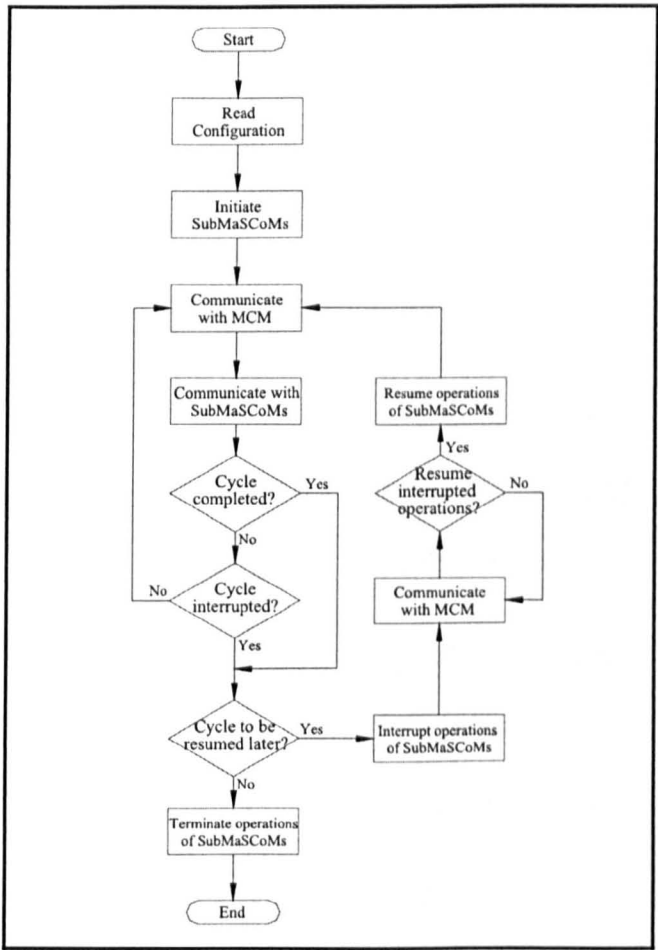 Start
Read
Configuration
Initiate
SubMaSCoMs
Communicate
with MCM
Communicate with
SubMaSCoMs
Resume operations
of SubMaSCoMs
Yes
Cycle
completed?
Yes
Resume
interrupted
operations?
No
No
Cycle
interrupted?
No
Communicate
with MCM
Yes
Cycle to be
resumed later?
Yes
Interrupt operations
of SubMaSCoMs
No
Terminate operations
of SubMaSCoMs
End